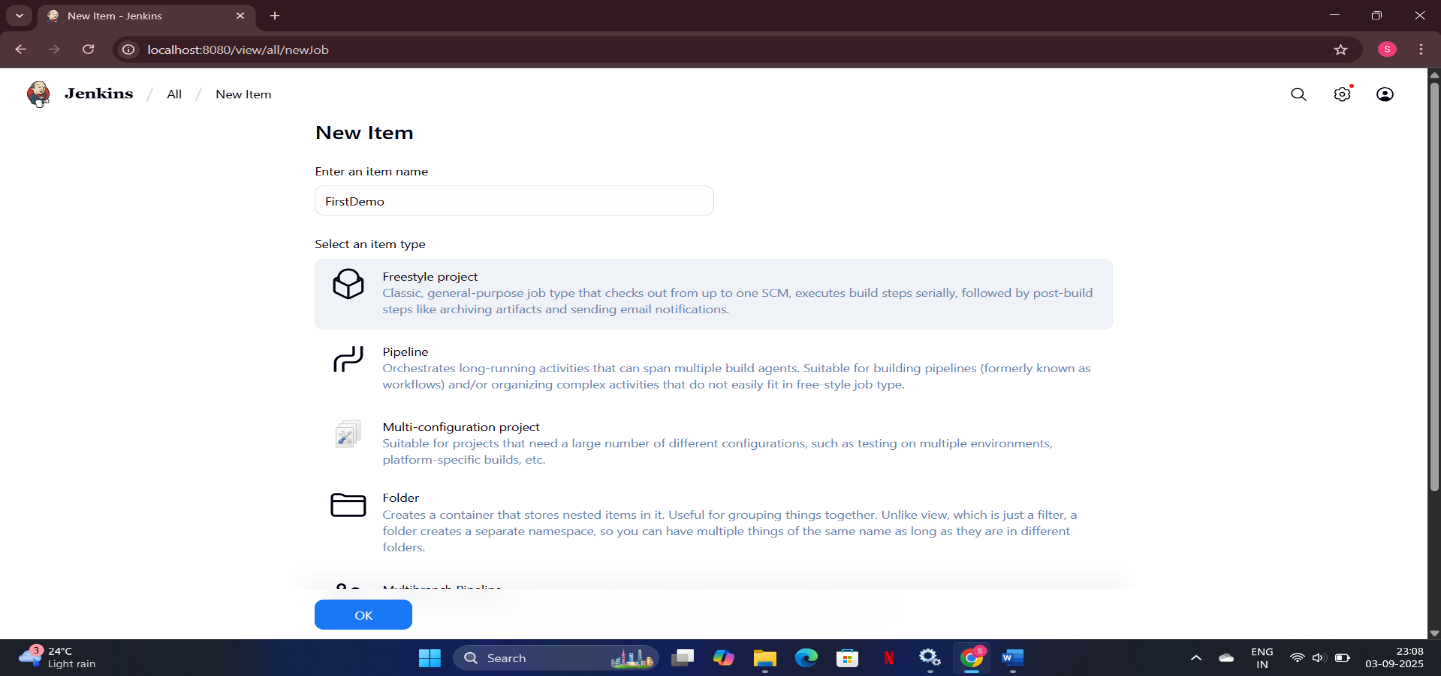 New Item - Jenkins
localhost:8080/view/all/newJob
S
Jenkins / All / New Item
New Item
Enter an item name
FirstDemo
Select an item type
Freestyle project
Classic, general-purpose job type that checks out from up to one SCM, executes build steps serially, followed by post-build
steps like archiving artifacts and sending email notifications.
Pipeline
Orchestrates long-running activities that can span multiple build agents. Suitable for building pipelines (formerly known as
workflows) and/or organizing complex activities that do not easily fit in free-style job type.
Multi-configuration project
Suitable for projects that need a large number of different configurations, such as testing on multiple environments,
platform-specific builds, etc.
Folder
Creates a container that stores nested items in it. Useful for grouping things together. Unlike view, which is just a filter, a
folder creates a separate namespace, so you can have multiple things of the same name as long as they are in different
folders.
Multibranch Pipeline
OK
3
24°C
Light rain
Search
N
S
W
ENG
IN
23:08
03-09-2025